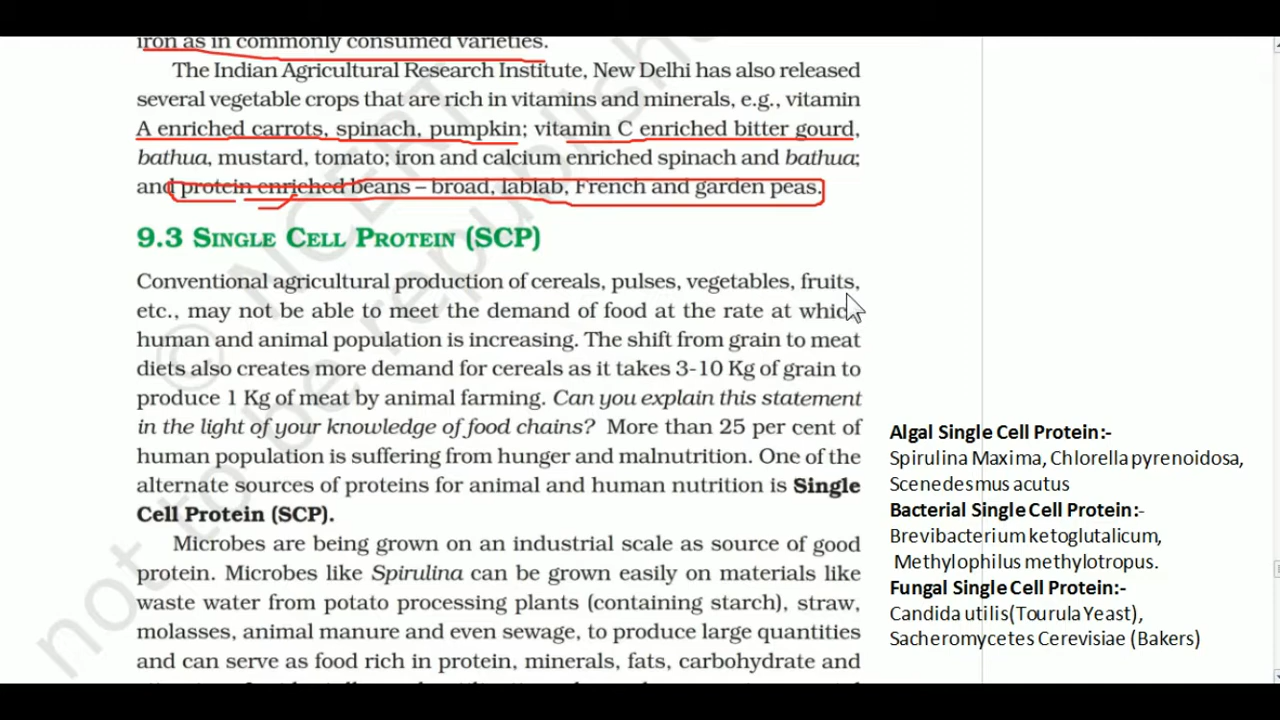 iron as in commonly consumed varieties.
The Indian Agricultural Research Institute, New Delhi has also released
several vegetable crops that are rich in vitamins and minerals, e.g., vitamin
A enriched carrots, spinach, pumpkin; vitamin C enriched bitter gourd,
bathua, mustard, tomato; iron and calcium enriched spinach and bathua;
and protein enriched beans – broad, lablab, French and garden peas.
9.3 SINGLE CELL PROTEIN (SCP)
Conventional agricultural production of cereals, pulses, vegetables, fruits,
etc., may not be able to meet the demand of food at the rate at which
human and animal population is increasing. The shift from grain to meat
diets also creates more demand for cereals as it takes 3-10 Kg of grain to
produce 1 Kg of meat by animal farming. Can you explain this statement
in the light of your knowledge of food chains? More than 25 per cent of
human population is suffering from hunger and malnutrition. One of the
alternate sources of proteins for animal and human nutrition is Single
Cell Protein (SCP).
Microbes are being grown on an industrial scale as source of good
protein. Microbes like Spirulina can be grown easily on materials like
waste water from potato processing plants (containing starch), straw,
molasses, animal manure and even sewage, to produce large quantities
and can serve as food rich in protein, minerals, fats, carbohydrate and
Algal Single Cell Protein:-
Spirulina Maxima, Chlorella pyrenoidosa,
Scenedesmus acutus
Bacterial Single Cell Protein:-
Brevibacterium ketoglutalicum,
Methylophilus methylotropus.
Fungal Single Cell Protein:-
Candida utilis(Tourula Yeast),
Sacheromycetes Cerevisiae (Bakers)
© NCERT
not to be republished